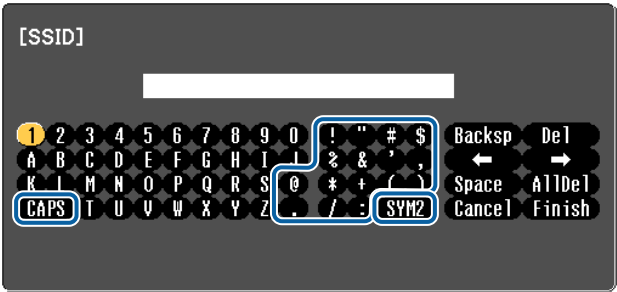 [SSID]
1 2 3 4 5 6 7 8 9 0 ! " # $ Backsp Del
A B C D E F G H I J % & ' , ← →
K L M N O P Q R S @ * + ( ) Space AllDel
CAPS T U V W X Y Z . / : SYM2 Cancel Finish